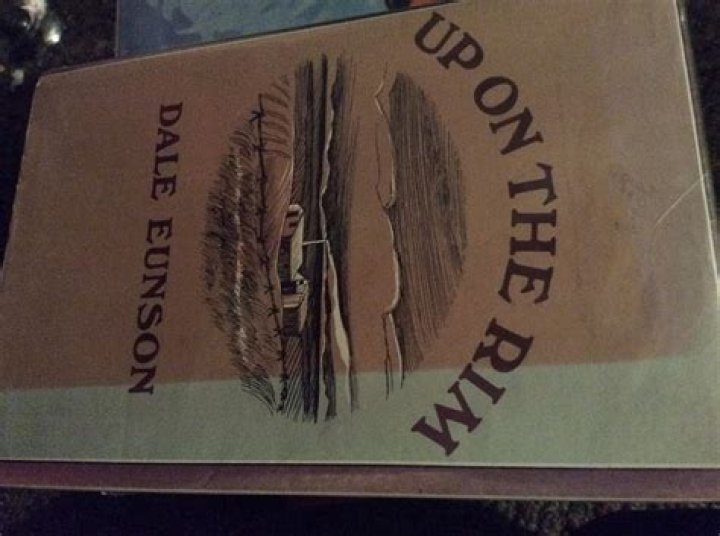 UP ON THE RIM
DALE EUNSON